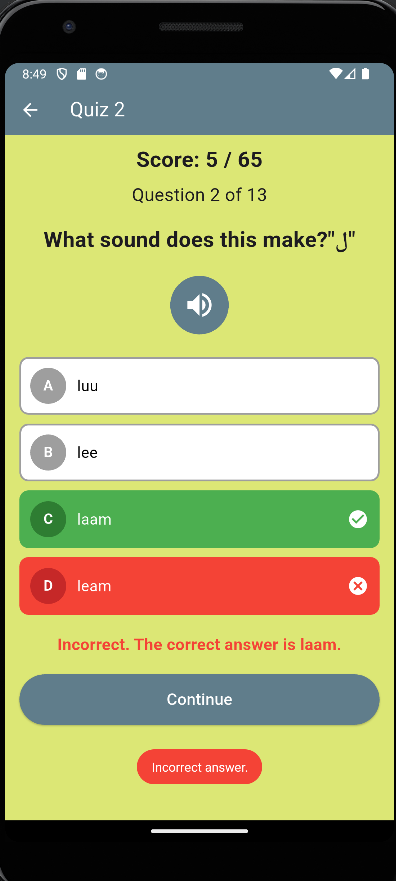 8:49
Quiz 2
Score: 5 / 65
Question 2 of 13
What sound does this make?"ل"
A luu
B lee
C laam
D leam
Incorrect. The correct answer is laam.
Continue
Incorrect answer.